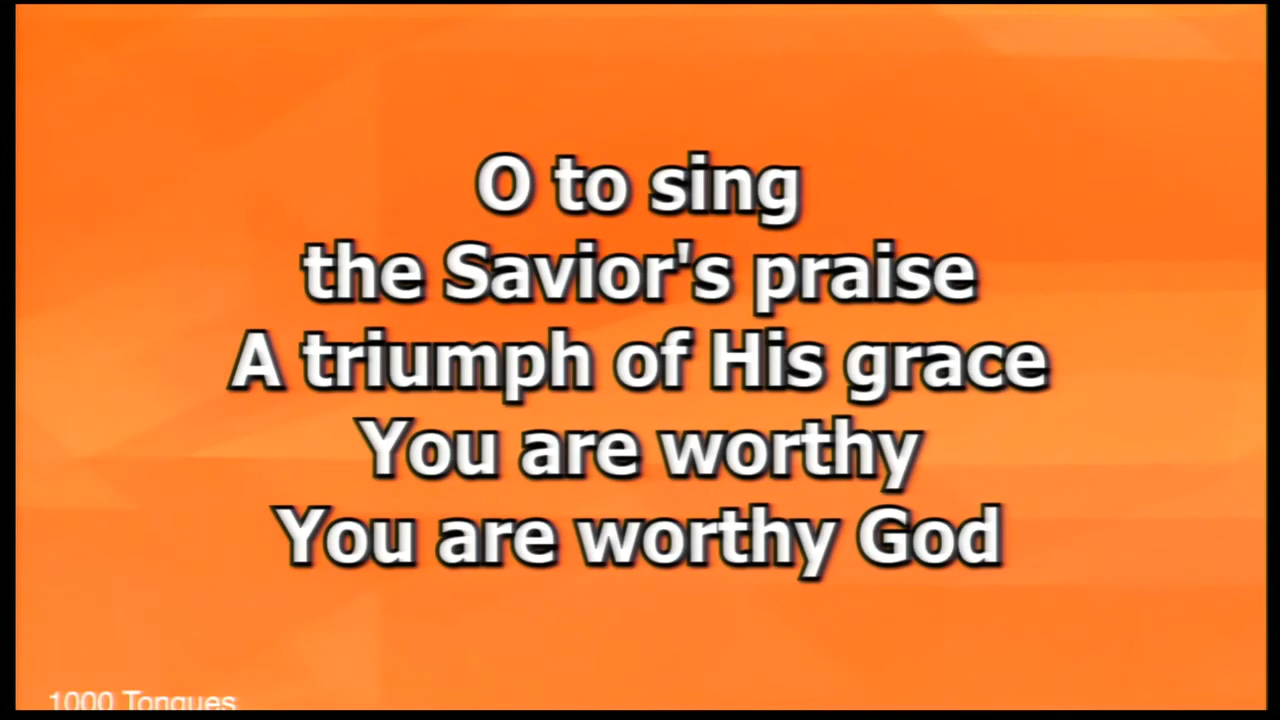 O to sing
the Savior's praise
A triumph of His grace
You are worthy
You are worthy God
1000 Tongues